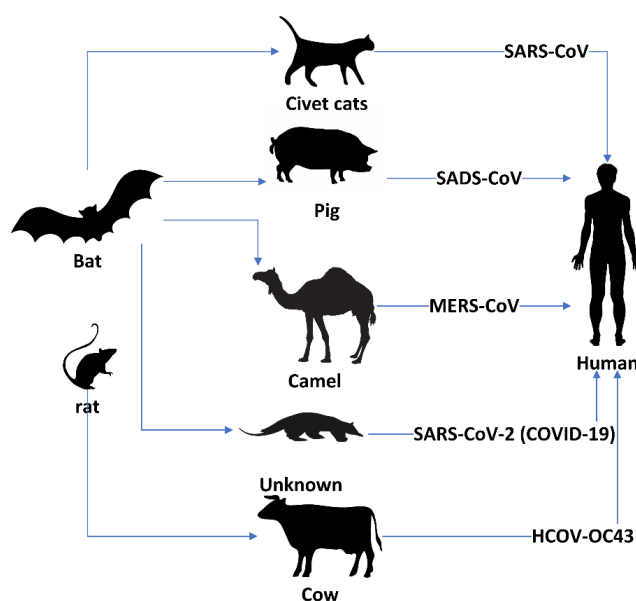 SARS-CoV
Civet cats
SADS-CoV
Pig
Bat
MERS-CoV
Human
Camel
rat
SARS-CoV-2 (COVID-19)
Unknown
HCOV-OC43
Cow